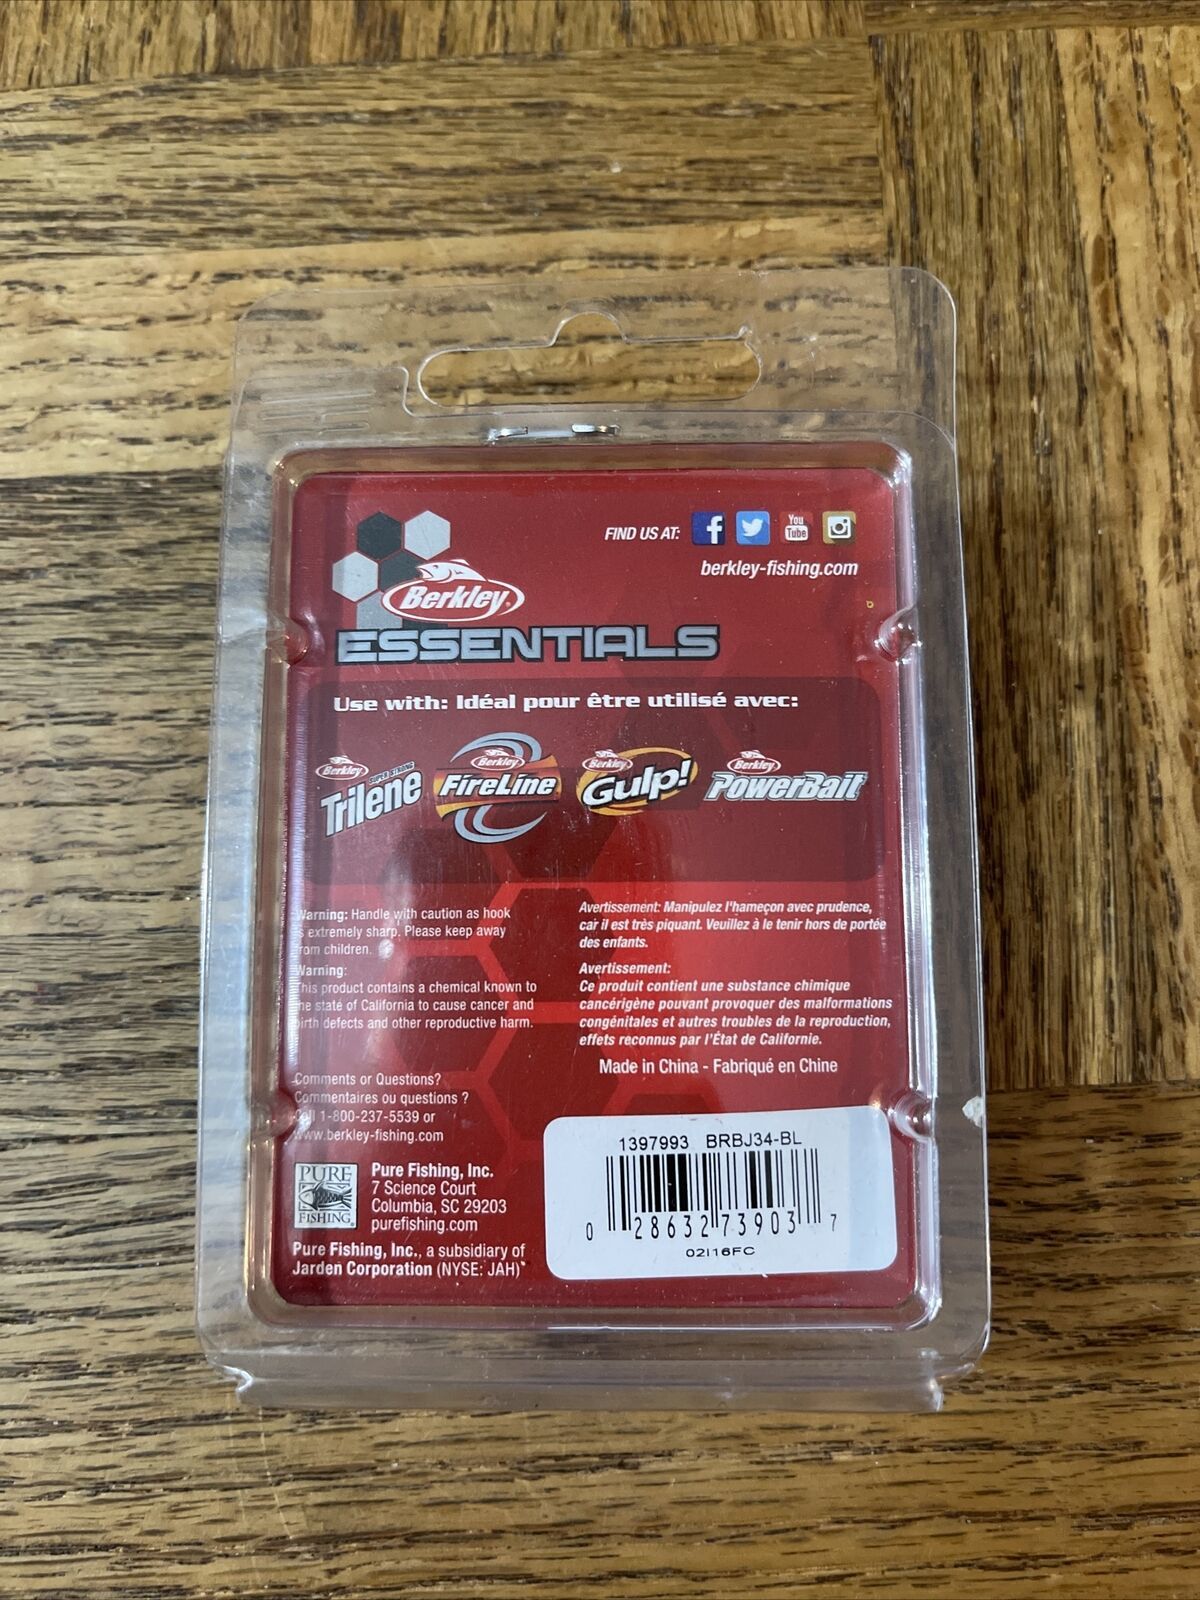 FIND US AT:
You
Tube
berkley-fishing.com
Berkley
ESSENTIALS
Use with: Idéal pour être utilisé avec:
Berkley
SUPER STRONG
Trilene
Berkley
FireLine
Berkley
Gulp!
Berkley
PowerBait
Warning: Handle with caution as hook
is extremely sharp. Please keep away
from children.
Warning:
This product contains a chemical known to
the state of California to cause cancer and
birth defects and other reproductive harm.
Avertissement: Manipulez l'hameçon avec prudence,
car il est très piquant. Veuillez à le tenir hors de portée
des enfants.
Avertissement:
Ce produit contient une substance chimique
cancérigène pouvant provoquer des malformations
congénitales et autres troubles de la reproduction,
effets reconnus par l'État de Californie.
Made in China - Fabriqué en Chine
Comments or Questions?
Commentaires ou questions ?
Call 1-800-237-5539 or
www.berkley-fishing.com
PURE
FISHING
Pure Fishing, Inc.
7 Science Court
Columbia, SC 29203
purefishing.com
Pure Fishing, Inc., a subsidiary of
Jarden Corporation (NYSE: JAH)"
1397993 BRBJ34-BL
0 28632 73903 7
02I16FC